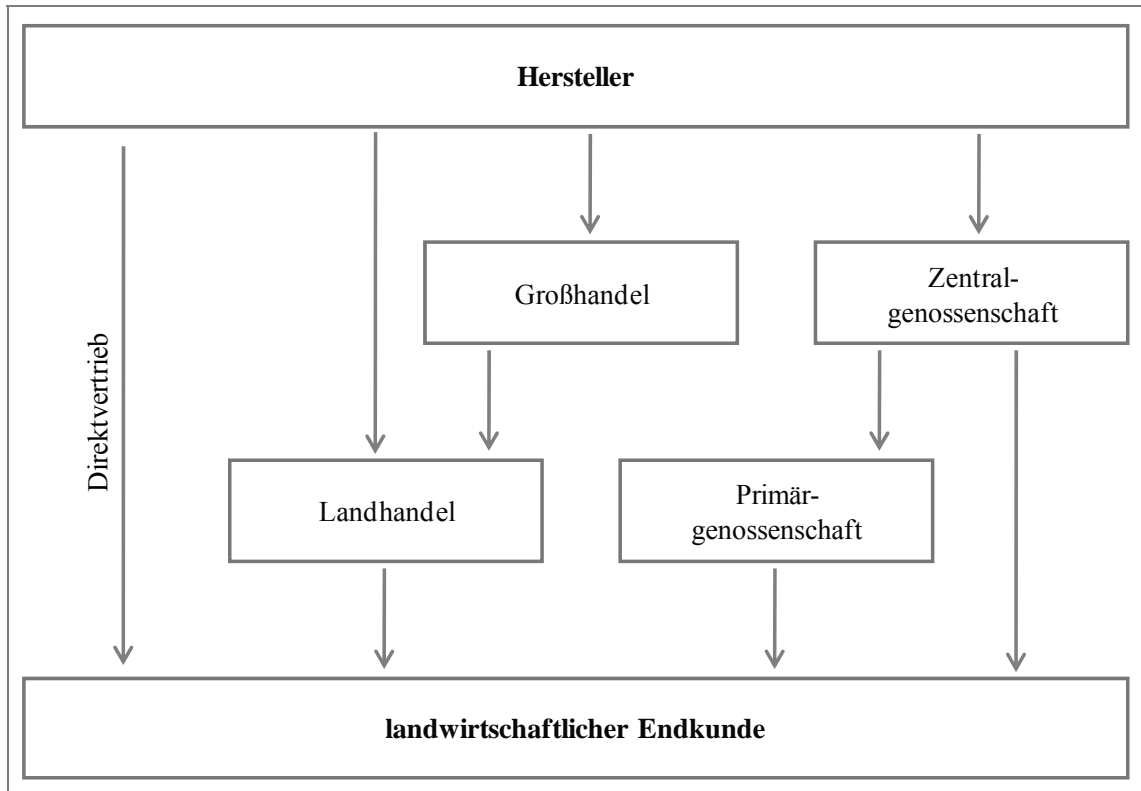 Hersteller
Großhandel
Zentral-
genossenschaft
Direktvertrieb
Landhandel
Primär-
genossenschaft
landwirtschaftlicher Endkunde